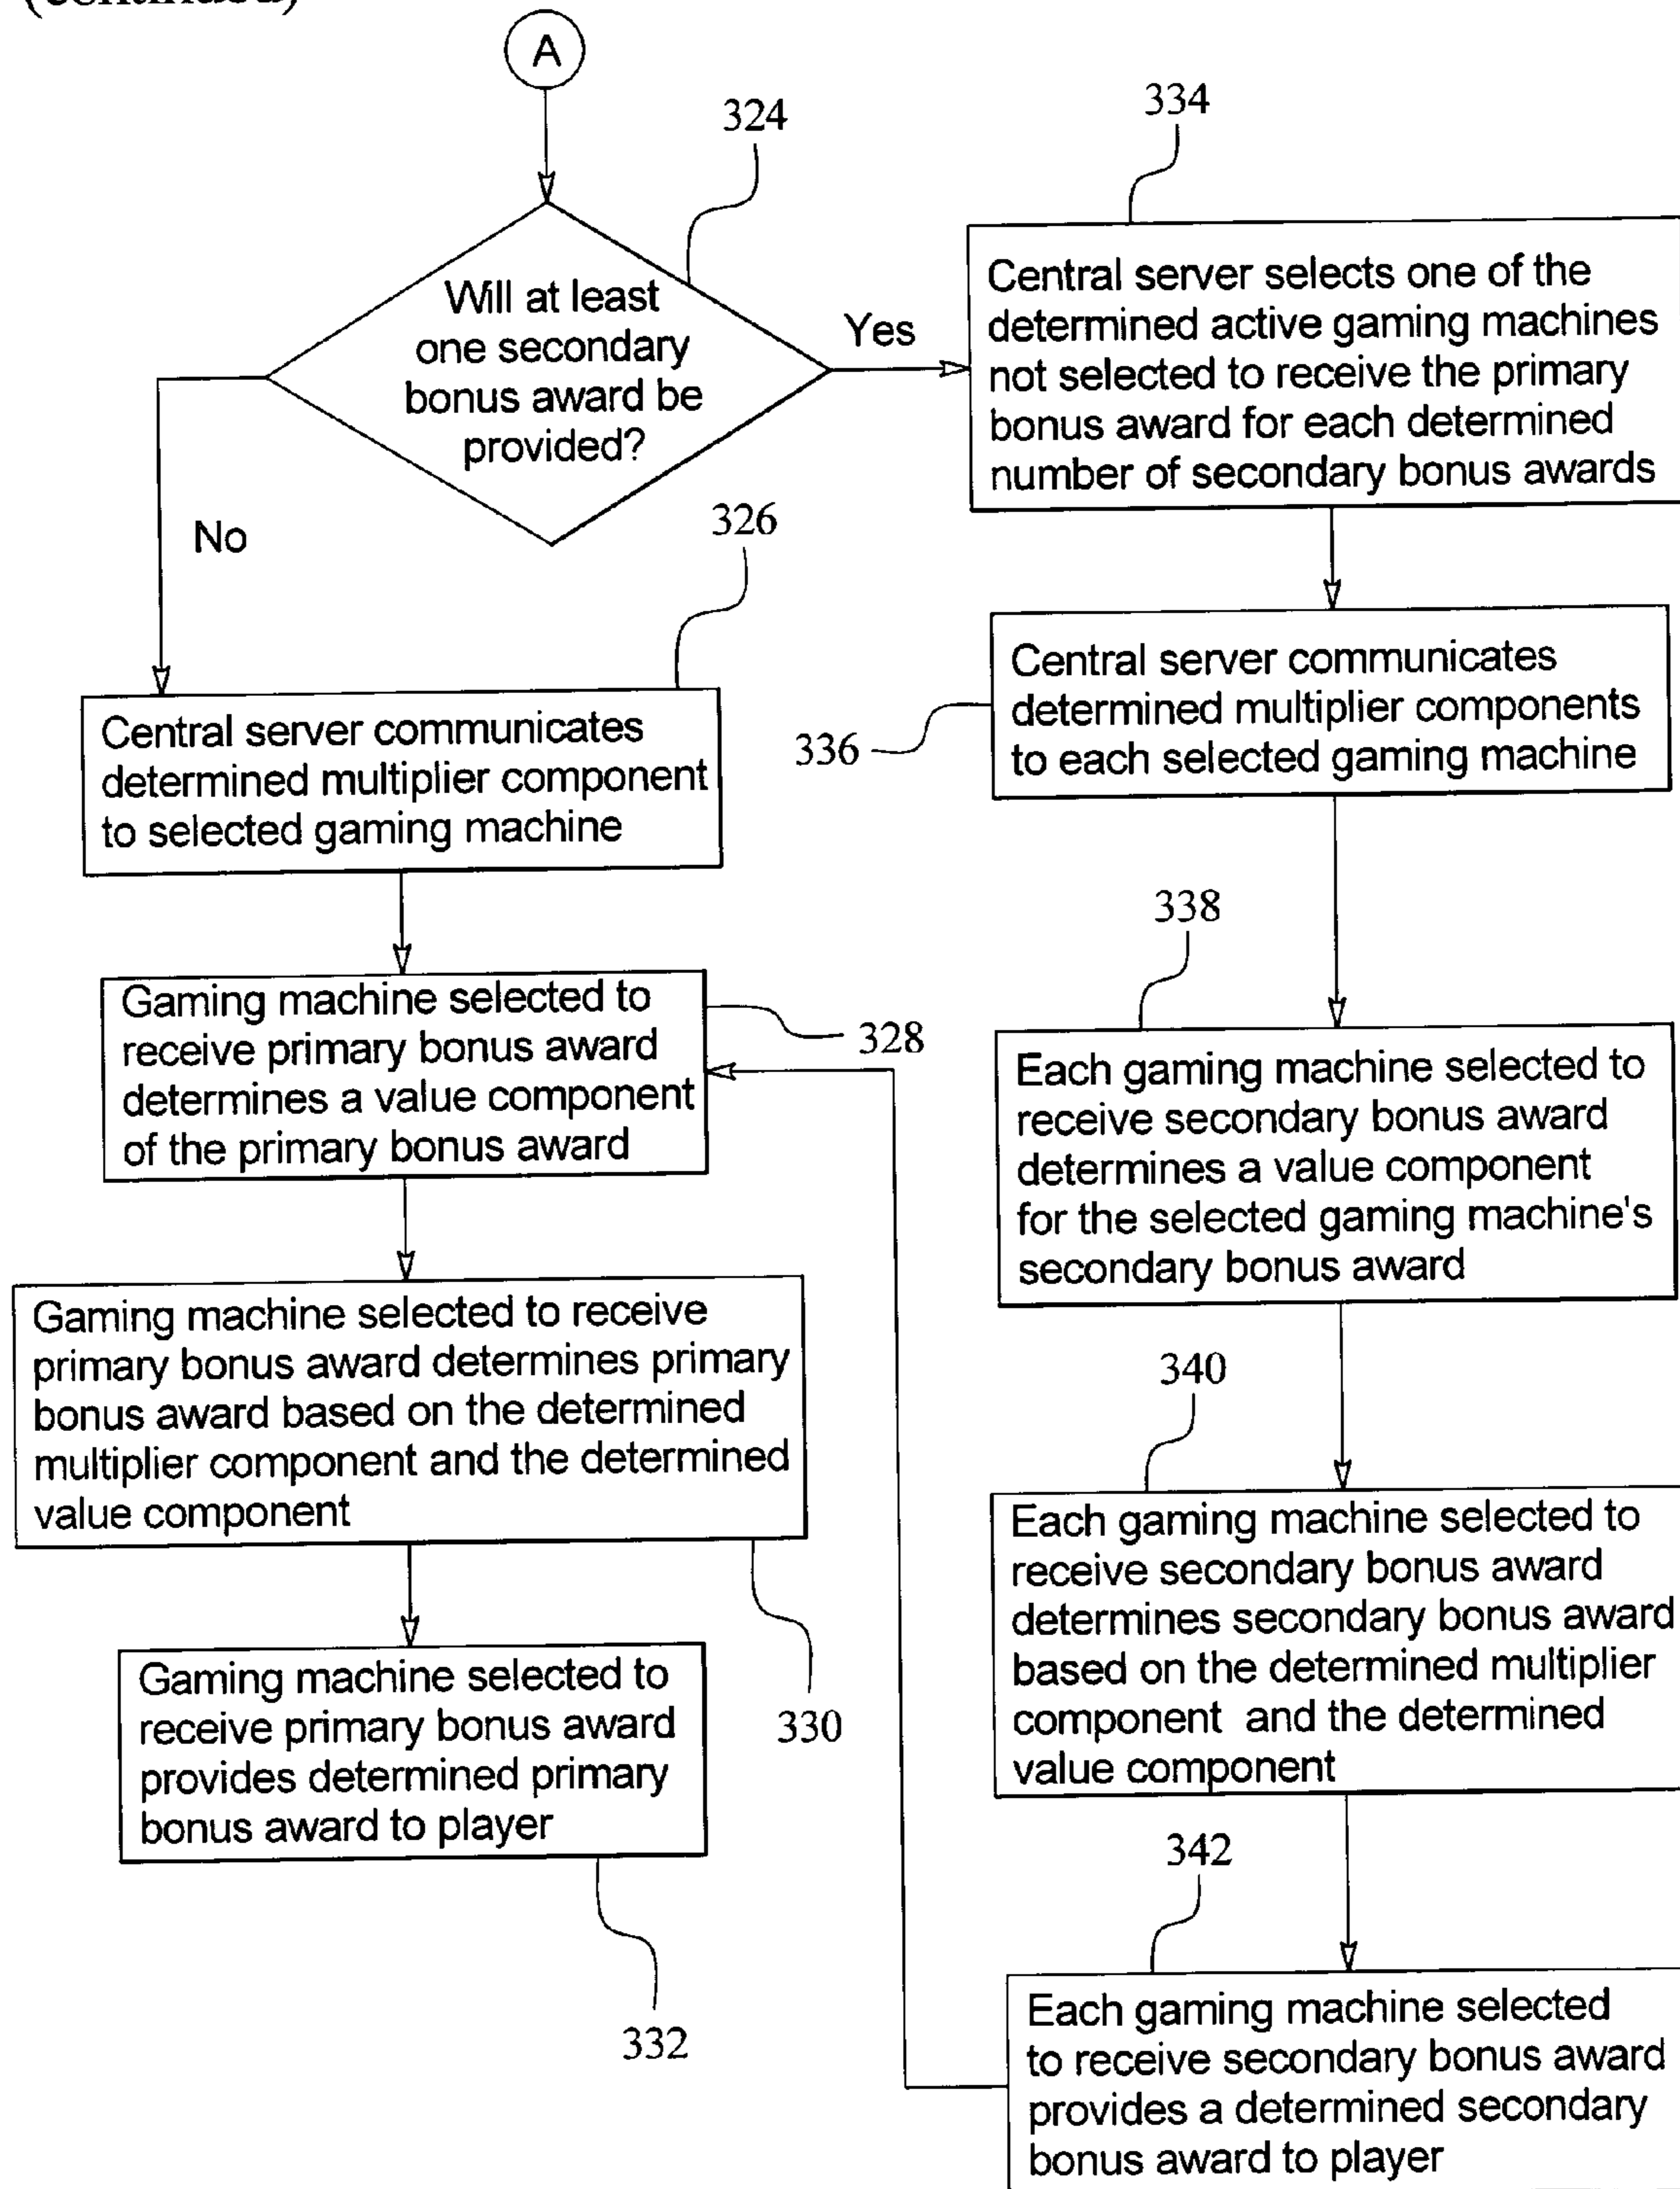 (continued)
A
324
334
Will at least
one secondary
bonus award be
provided?
Yes
No
Central server selects one of the
determined active gaming machines
not selected to receive the primary
bonus award for each determined
number of secondary bonus awards
326
Central server communicates
determined multiplier component
to selected gaming machine
336
Central server communicates
determined multiplier components
to each selected gaming machine
Gaming machine selected to
receive primary bonus award
determines a value component
of the primary bonus award
328
338
Each gaming machine selected to
receive secondary bonus award
determines a value component
for the selected gaming machine's
secondary bonus award
Gaming machine selected to receive
primary bonus award determines primary
bonus award based on the determined
multiplier component and the determined
value component
330
340
Each gaming machine selected to
receive secondary bonus award
determines secondary bonus award
based on the determined multiplier
component and the determined
value component
Gaming machine selected to
receive primary bonus award
provides determined primary
bonus award to player
332
342
Each gaming machine selected
to receive secondary bonus award
provides a determined secondary
bonus award to player